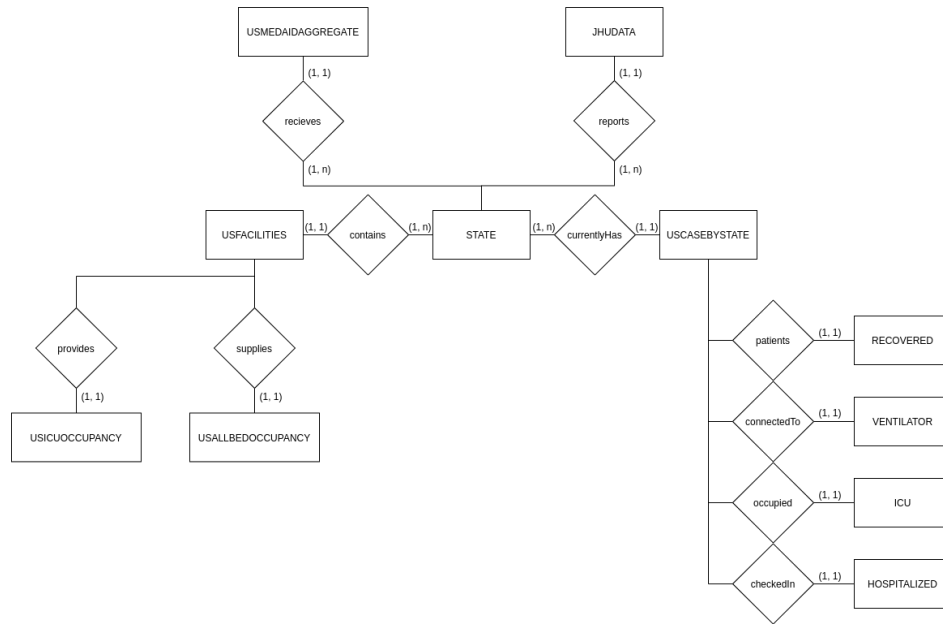 USMEDAIDAGGREGATE
JHUDATA
(1, 1)
(1, 1)
recieves
reports
(1, n)
(1, n)
USFACILITIES
(1, 1)
contains
(1, n)
STATE
(1, n)
currentlyHas
(1, 1)
USCASEBYSTATE
provides
supplies
patients
(1, 1)
RECOVERED
(1, 1)
(1, 1)
connectedTo
(1, 1)
VENTILATOR
USICUOCCUPANCY
USALLBEDOCCUPANCY
occupied
(1, 1)
ICU
checkedIn
(1, 1)
HOSPITALIZED